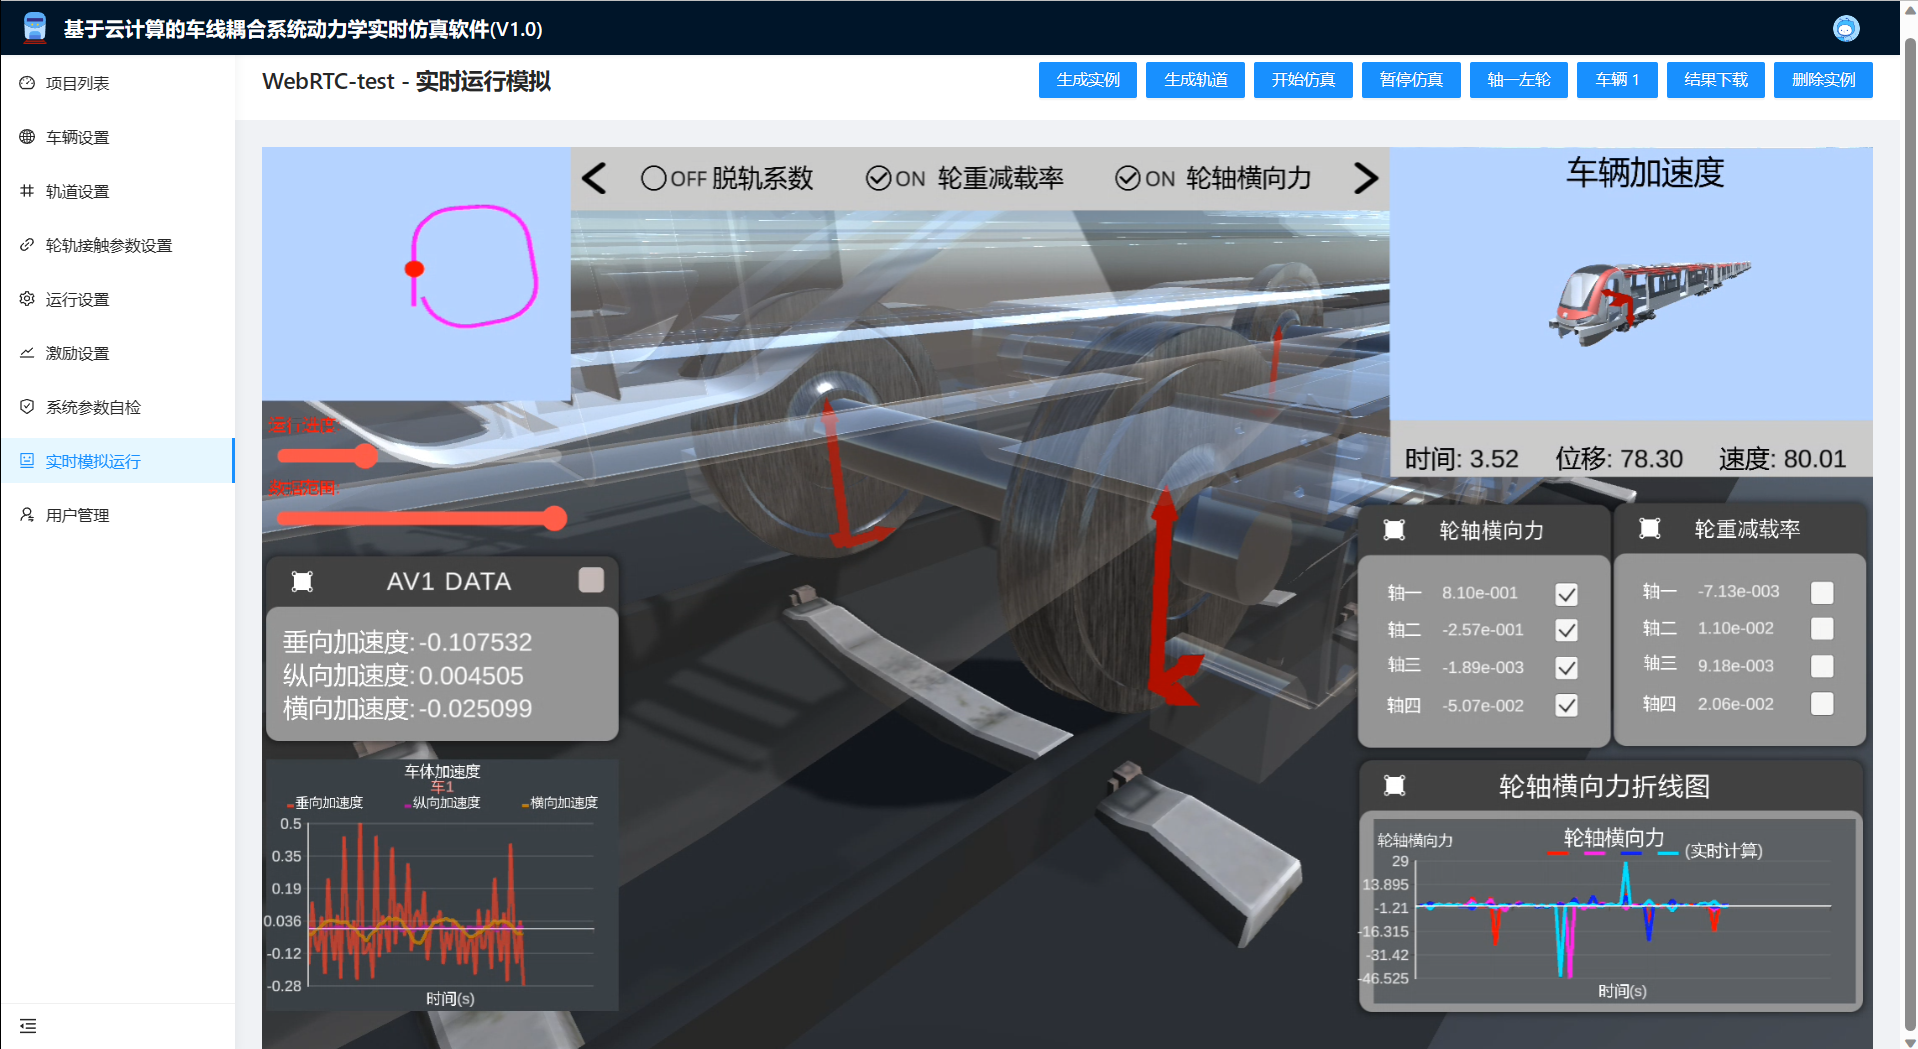 基于云计算的车线耦合系统动力学实时仿真软件(V1.0)
项目列表
车辆设置
轨道设置
轮轨接触参数设置
运行设置
激励设置
系统参数自检
实时模拟运行
用户管理
WebRTC-test - 实时运行模拟
生成实例 生成轨道 开始仿真 暂停仿真 轴一左轮 车辆 1 结果下载 删除实例
OFF 脱轨系数 ON 轮重减载率 ON 轮轴横向力
车辆加速度
时间: 3.52 位移: 78.30 速度: 80.01
运行进度
数据范围:
AV1 DATA
垂向加速度:-0.107532
纵向加速度:0.004505
横向加速度:-0.025099
车体加速度
车1
垂向加速度 纵向加速度 横向加速度
0.5
0.35
0.19
0.036
-0.12
-0.28
时间(s)
轮轴横向力
轴一 8.10e-001
轴二 -2.57e-001
轴三 -1.89e-003
轴四 -5.07e-002
轮重减载率
轴一 -7.13e-003
轴二 1.10e-002
轴三 9.18e-003
轴四 2.06e-002
轮轴横向力折线图
轮轴横向力
轮轴横向力
(实时计算)
29
13.895
-1.21
-16.315
-31.42
-46.525
时间(s)